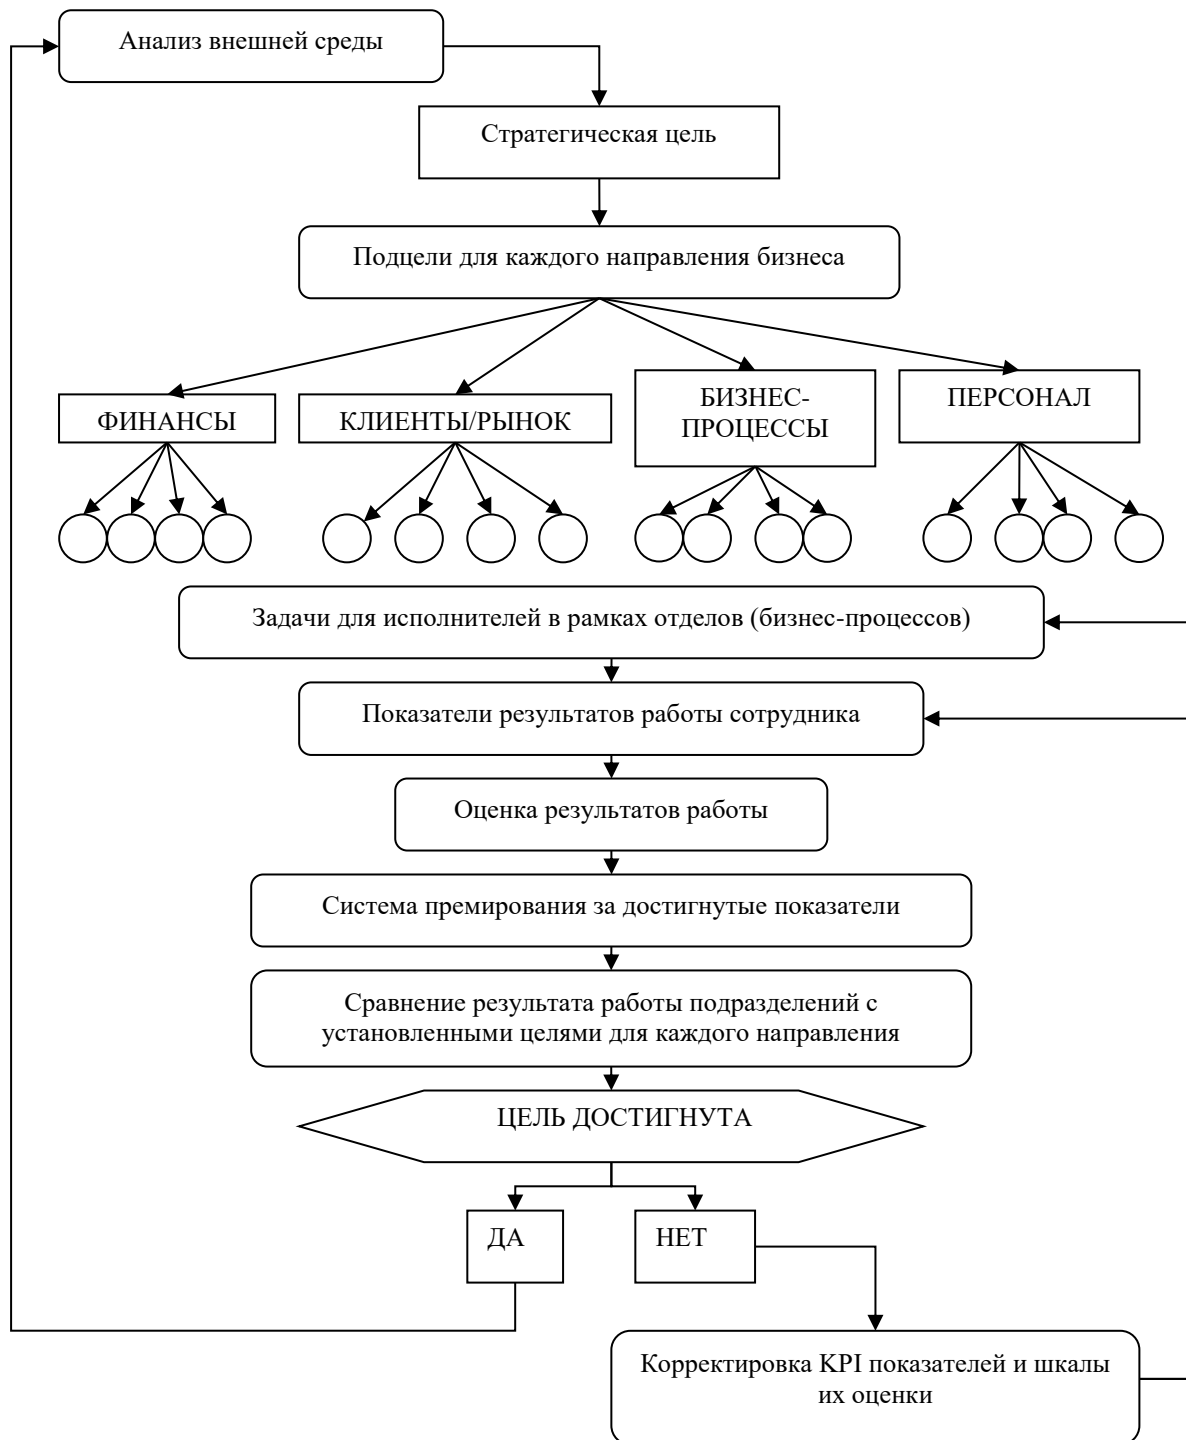 Анализ внешней среды
Стратегическая цель
Подцели для каждого направления бизнеса
ФИНАНСЫ
КЛИЕНТЫ/РЫНОК
БИЗНЕС-
ПРОЦЕССЫ
ПЕРСОНАЛ
Задачи для исполнителей в рамках отделов (бизнес-процессов)
Показатели результатов работы сотрудника
Оценка результатов работы
Система премирования за достигнутые показатели
Сравнение результата работы подразделений с
установленными целями для каждого направления
ЦЕЛЬ ДОСТИГНУТА
ДА
НЕТ
Корректировка KPI показателей и шкалы
их оценки